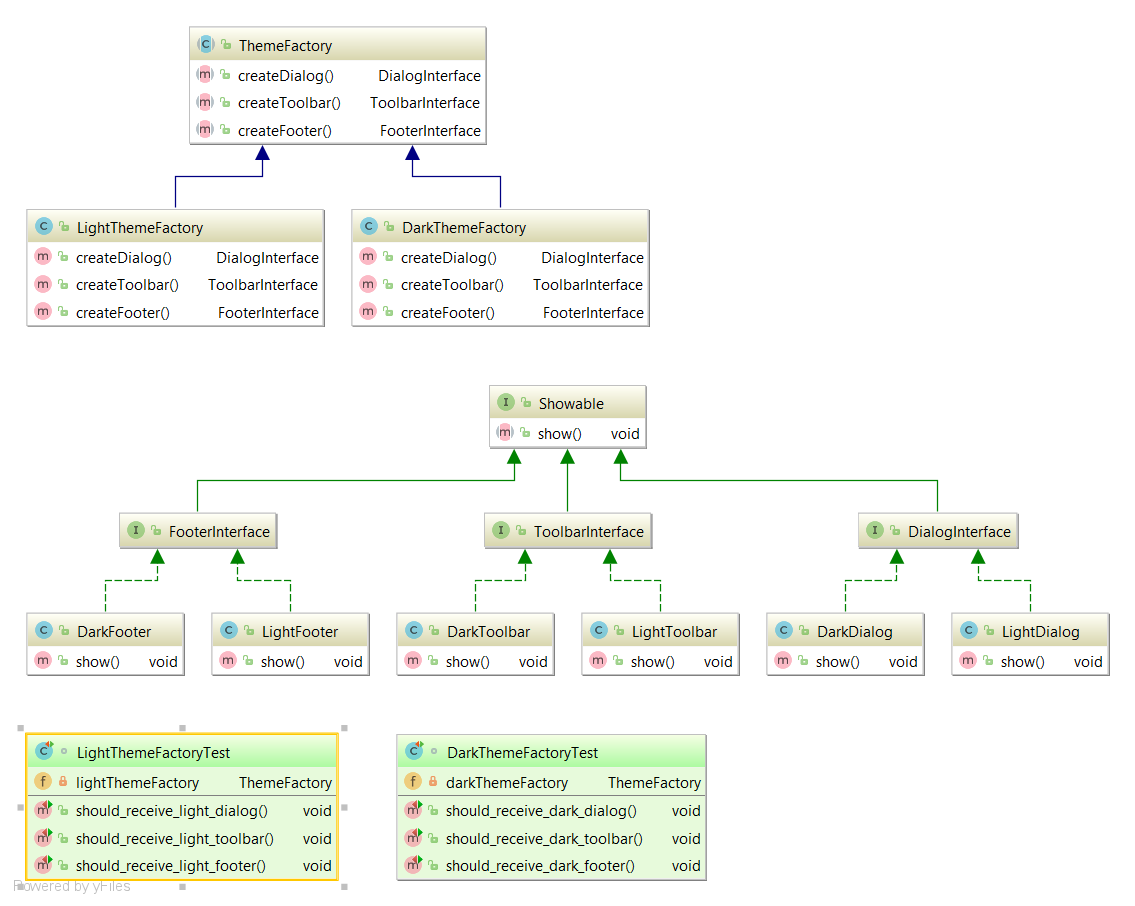 ThemeFactory
createDialog() DialogInterface
createToolbar() ToolbarInterface
createFooter() FooterInterface
LightThemeFactory
createDialog() DialogInterface
createToolbar() ToolbarInterface
createFooter() FooterInterface
DarkThemeFactory
createDialog() DialogInterface
createToolbar() ToolbarInterface
createFooter() FooterInterface
Showable
show() void
FooterInterface
ToolbarInterface
DialogInterface
DarkFooter
show() void
LightFooter
show() void
DarkToolbar
show() void
LightToolbar
show() void
DarkDialog
show() void
LightDialog
show() void
LightThemeFactoryTest
lightThemeFactory ThemeFactory
should_receive_light_dialog() void
should_receive_light_toolbar() void
should_receive_light_footer() void
DarkThemeFactoryTest
darkThemeFactory ThemeFactory
should_receive_dark_dialog() void
should_receive_dark_toolbar() void
should_receive_dark_footer() void
Powered by yFiles